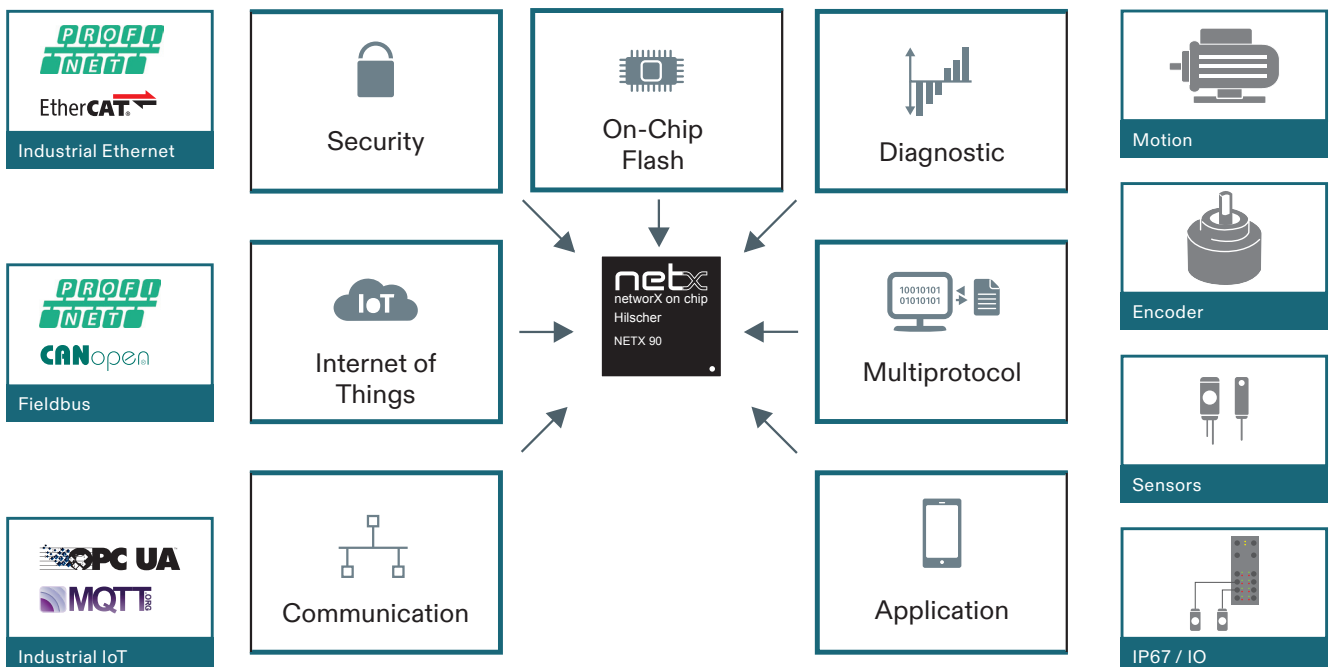 PROFI
NET
EtherCAT®
Industrial Ethernet
PROFI
NET
CANopen
Fieldbus
OPC UA
MQTT.ORG
Industrial IoT
Security
On-Chip
Flash
Diagnostic
IoT
Internet of
Things
netx
networX on chip
Hilscher
NETX 90
10010101
01010101
Multiprotocol
Communication
Application
Motion
Encoder
Sensors
IP67 / IO